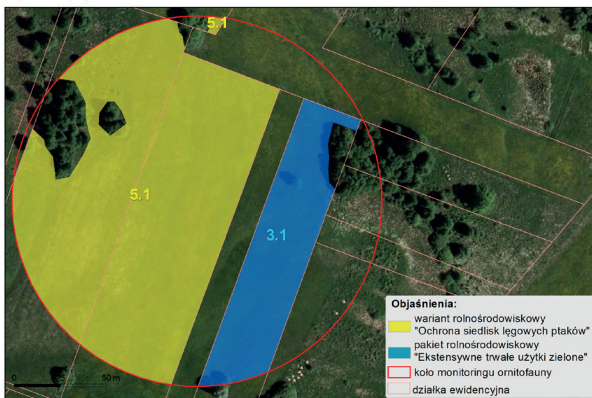 5.1
5.1
3.1
Objaśnienia:
wariant rolnośrodowiskowy
"Ochrona siedlisk lęgowych ptaków"
pakiet rolnośrodowiskowy
"Ekstensywne trwałe użytki zielone"
koło monitoringu ornitofauny
działka ewidencyjna
0
50 m